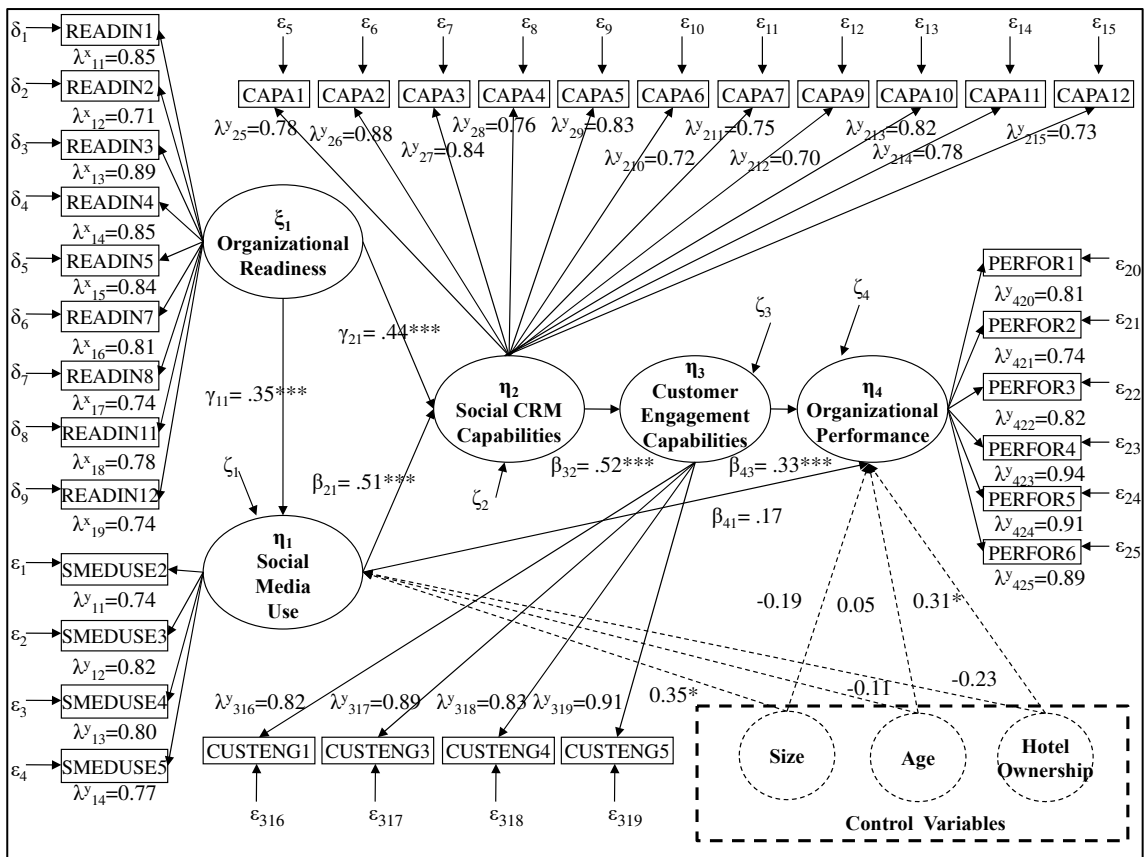 δ₁ READIN1
λˣ₁₁=0.85
δ₂ READIN2
λˣ₁₂=0.71
δ₃ READIN3
λˣ₁₃=0.89
δ₄ READIN4
λˣ₁₄=0.85
δ₅ READIN5
λˣ₁₅=0.84
δ₆ READIN7
λˣ₁₆=0.81
δ₇ READIN8
λˣ₁₇=0.74
δ₈ READIN11
λˣ₁₈=0.78
δ₉ READIN12
λˣ₁₉=0.74
ε₁ SMEDUSE2
λʸ₁₁=0.74
ε₂ SMEDUSE3
λʸ₁₂=0.82
ε₃ SMEDUSE4
λʸ₁₃=0.80
ε₄ SMEDUSE5
λʸ₁₄=0.77
ε₅ ε₆ ε₇ ε₈ ε₉ ε₁₀ ε₁₁ ε₁₂ ε₁₃ ε₁₄ ε₁₅
CAPA1 CAPA2 CAPA3 CAPA4 CAPA5 CAPA6 CAPA7 CAPA9 CAPA10 CAPA11 CAPA12
λʸ₂₅=0.78 λʸ₂₆=0.88 λʸ₂₇=0.84 λʸ₂₈=0.76 λʸ₂₉=0.83 λʸ₂₁₀=0.72 λʸ₂₁₁=0.75 λʸ₂₁₂=0.70 λʸ₂₁₃=0.82 λʸ₂₁₄=0.78 λʸ₂₁₅=0.73
ξ₁
Organizational
Readiness
γ₂₁= .44***
γ₁₁= .35***
ζ₁
β₂₁= .51***
η₁
Social
Media
Use
η₂
Social CRM
Capabilities
ζ₂
β₃₂= .52***
ζ₃
η₃
Customer
Engagement
Capabilities
β₄₃= .33***
β₄₁= .17
ζ₄
η₄
Organizational
Performance
PERFOR1 ε₂₀
λʸ₄₂₀=0.81
PERFOR2 ε₂₁
λʸ₄₂₁=0.74
PERFOR3 ε₂₂
λʸ₄₂₂=0.82
PERFOR4 ε₂₃
λʸ₄₂₃=0.94
PERFOR5 ε₂₄
λʸ₄₂₄=0.91
PERFOR6 ε₂₅
λʸ₄₂₅=0.89
-0.19 0.05 0.31*
0.35* -0.11 -0.23
λʸ₃₁₆=0.82 λʸ₃₁₇=0.89 λʸ₃₁₈=0.83 λʸ₃₁₉=0.91
CUSTENG1 CUSTENG3 CUSTENG4 CUSTENG5
ε₃₁₆ ε₃₁₇ ε₃₁₈ ε₃₁₉
Size
Age
Hotel
Ownership
Control Variables